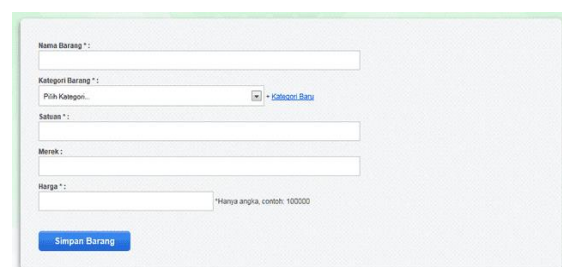 Nama Barang * :
Kategori Barang * :
Pilih Kategori... + Kategori Baru
Satuan * :
Merek :
Harga * :
*Hanya angka, contoh: 100000
Simpan Barang